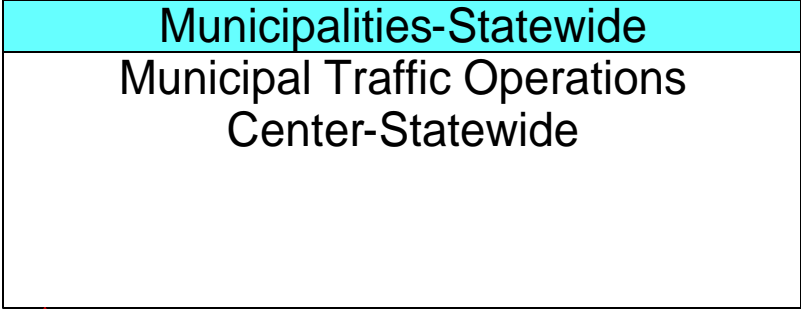 Municipalities-Statewide
Municipal Traffic Operations
Center-Statewide